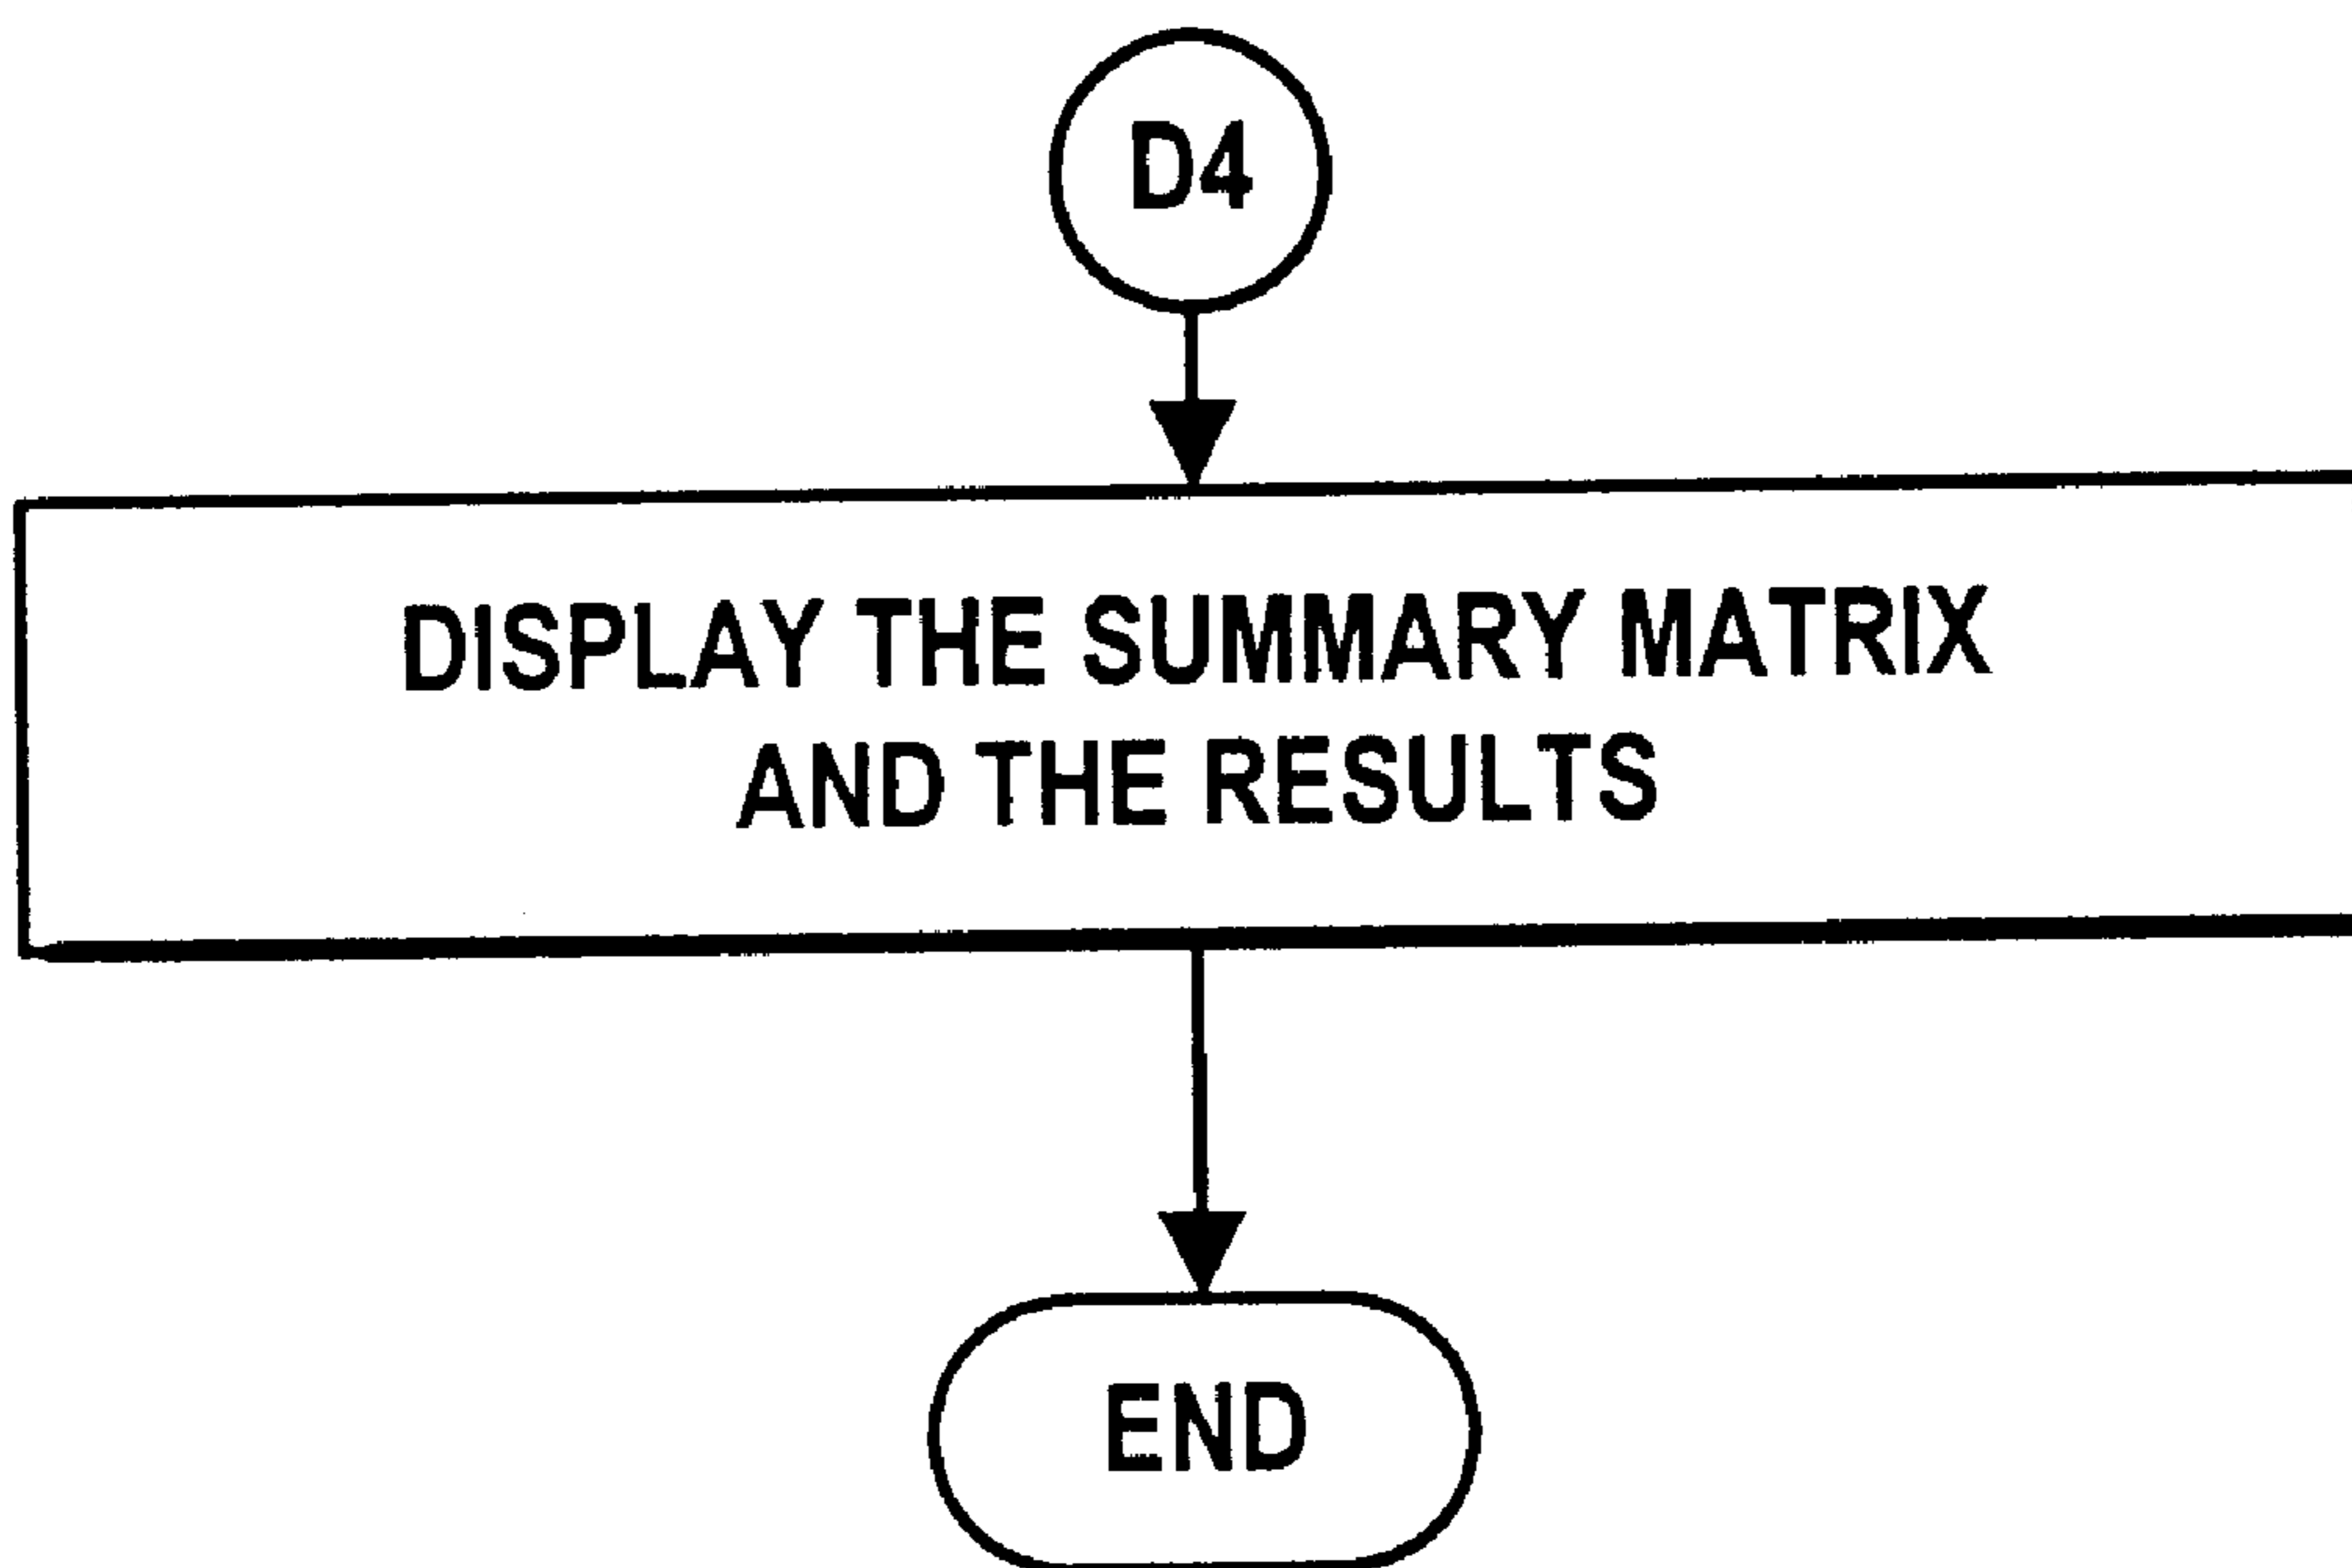 D4
DISPLAY THE SUMMARY MATRIX
AND THE RESULTS
END